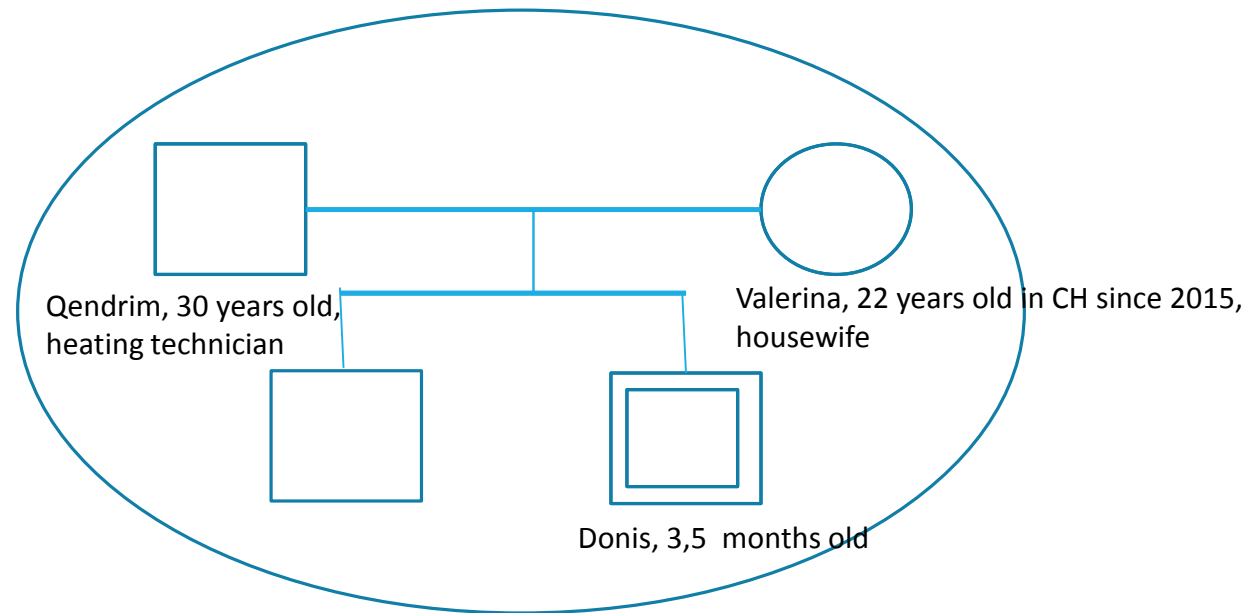 Qendrim, 30 years old,
heating technician
Valerina, 22 years old in CH since 2015,
housewife
Donis, 3,5 months old